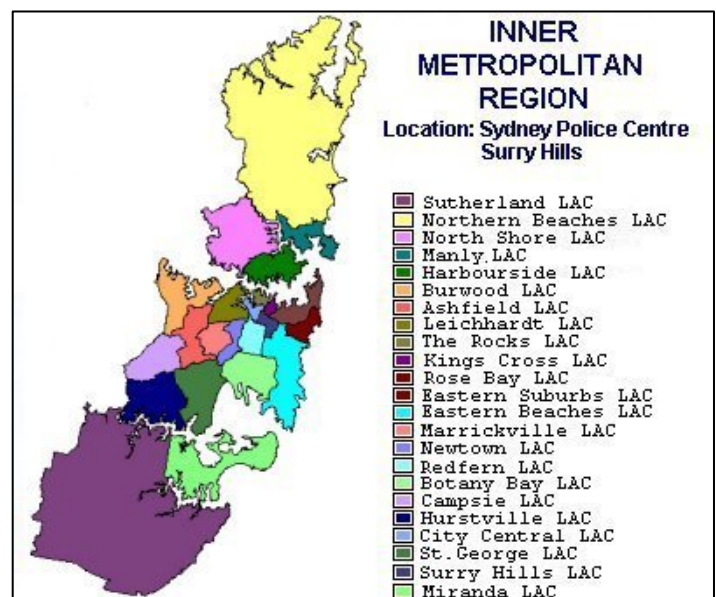 INNER
METROPOLITAN
REGION
Location: Sydney Police Centre
Surry Hills
Sutherland LAC
Northern Beaches LAC
North Shore LAC
Manly.LAC
Harbourside LAC
Burwood LAC
Ashfield LAC
Leichhardt LAC
The Rocks LAC
Kings Cross LAC
Rose Bay LAC
Eastern Suburbs LAC
Eastern Beaches LAC
Marrickville LAC
Newtown LAC
Redfern LAC
Botany Bay LAC
Campsie LAC
Hurstville LAC
City Central LAC
St.George LAC
Surry Hills LAC
Miranda LAC